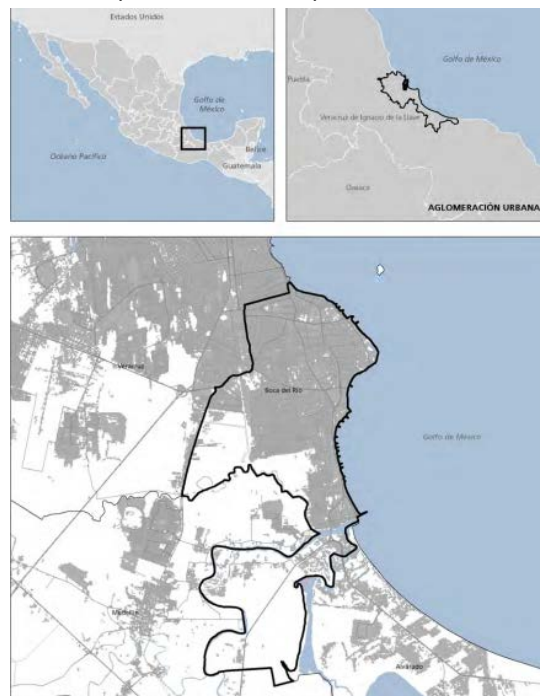 Estados Unidos
Golfo de
México
Océano Pacífico
Belice
Guatemala
Golfo de México
Puebla
Veracruz de Ignacio de la Llave
Oaxaca
AGLOMERACIÓN URBANA
Veracruz
Boca del Río
Golfo de México
Medellín
Alvarado